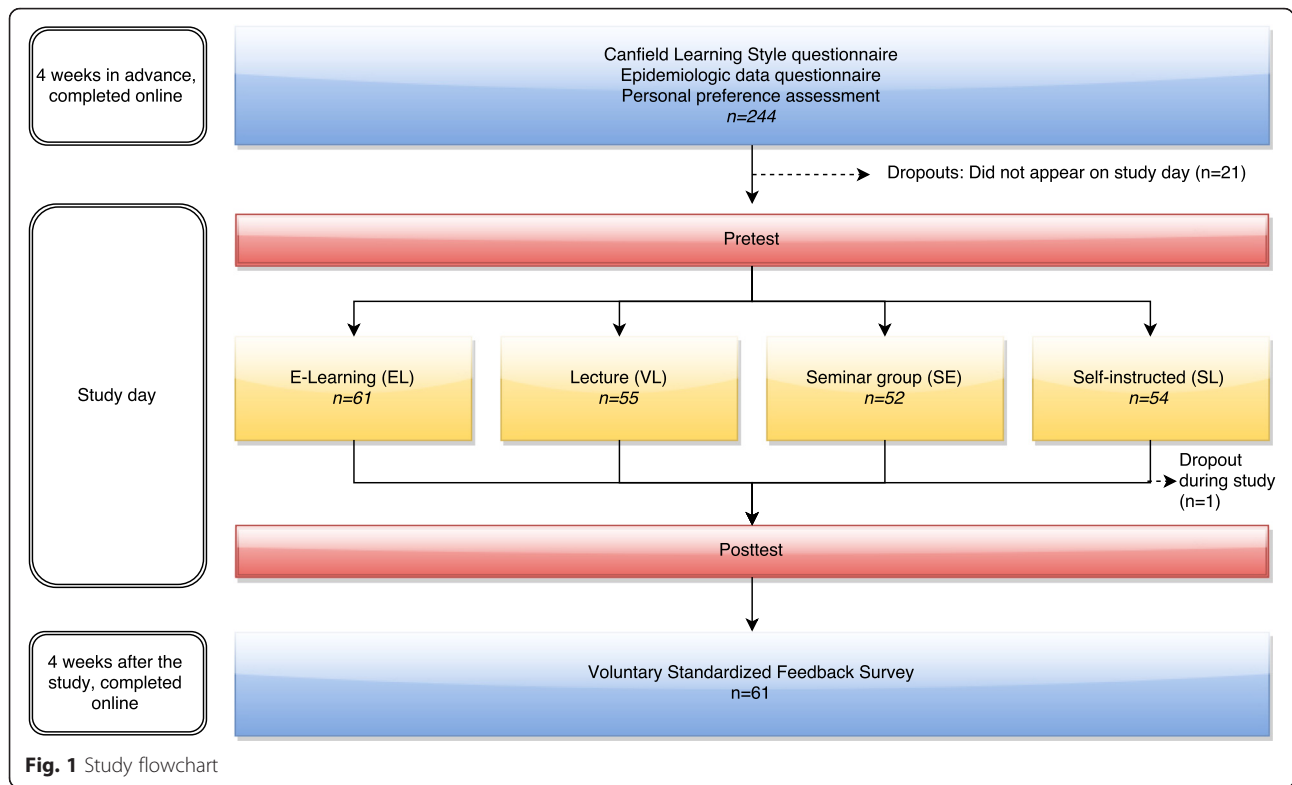 4 weeks in advance,
completed online
Canfield Learning Style questionnaire
Epidemiologic data questionnaire
Personal preference assessment
n=244
Dropouts: Did not appear on study day (n=21)
Study day
Pretest
E-Learning (EL)
n=61
Lecture (VL)
n=55
Seminar group (SE)
n=52
Self-instructed (SL)
n=54
Dropout
during study
(n=1)
Posttest
4 weeks after the
study, completed
online
Voluntary Standardized Feedback Survey
n=61
Fig. 1 Study flowchart